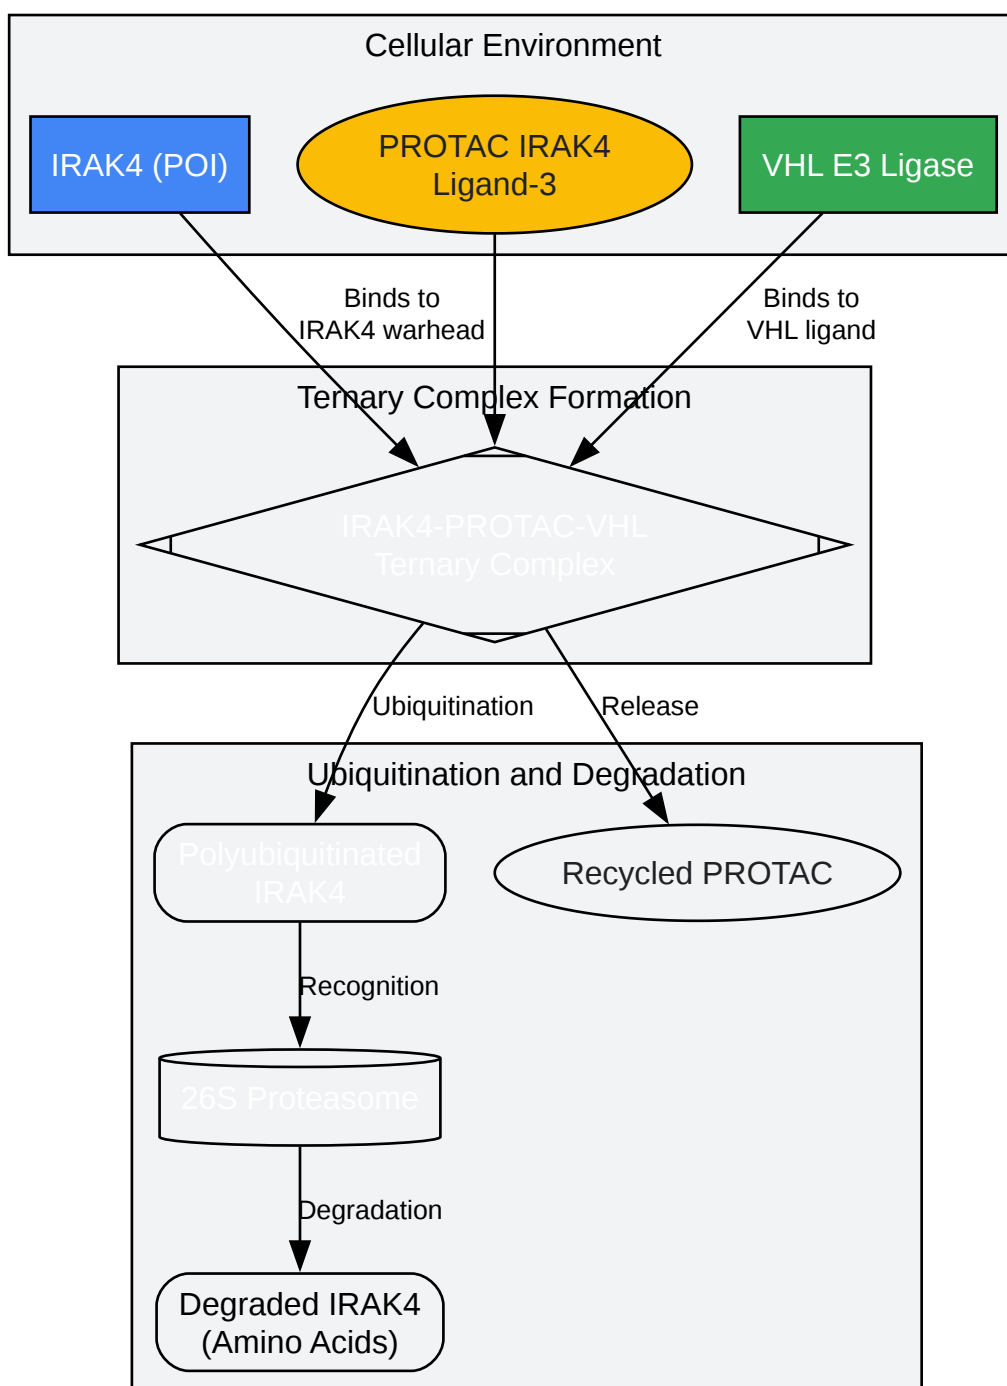 Cellular Environment
IRAK4 (POI)
PROTAC IRAK4
Ligand-3
VHL E3 Ligase
Binds to
IRAK4 warhead
Binds to
VHL ligand
Ternary Complex Formation
IRAK4-PROTAC-VHL
Ternary Complex
Ubiquitination
Release
Ubiquitination and Degradation
Polyubiquitinated
IRAK4
Recycled PROTAC
Recognition
26S Proteasome
Degradation
Degraded IRAK4
(Amino Acids)